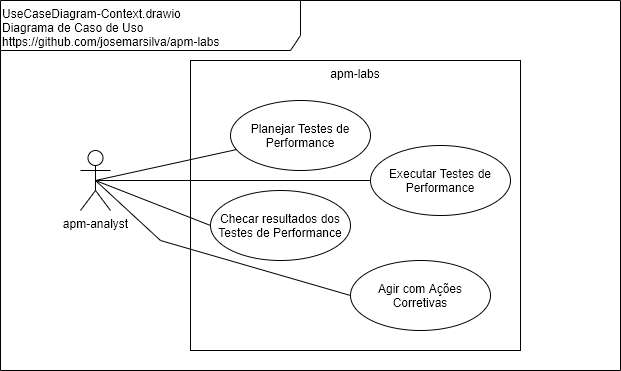 UseCaseDiagram-Context.drawio
Diagrama de Caso de Uso
https://github.com/josemarsilva/apm-labs
apm-labs
Planejar Testes de
Performance
Executar Testes de
Performance
apm-analyst
Checar resultados dos
Testes de Performance
Agir com Ações
Corretivas